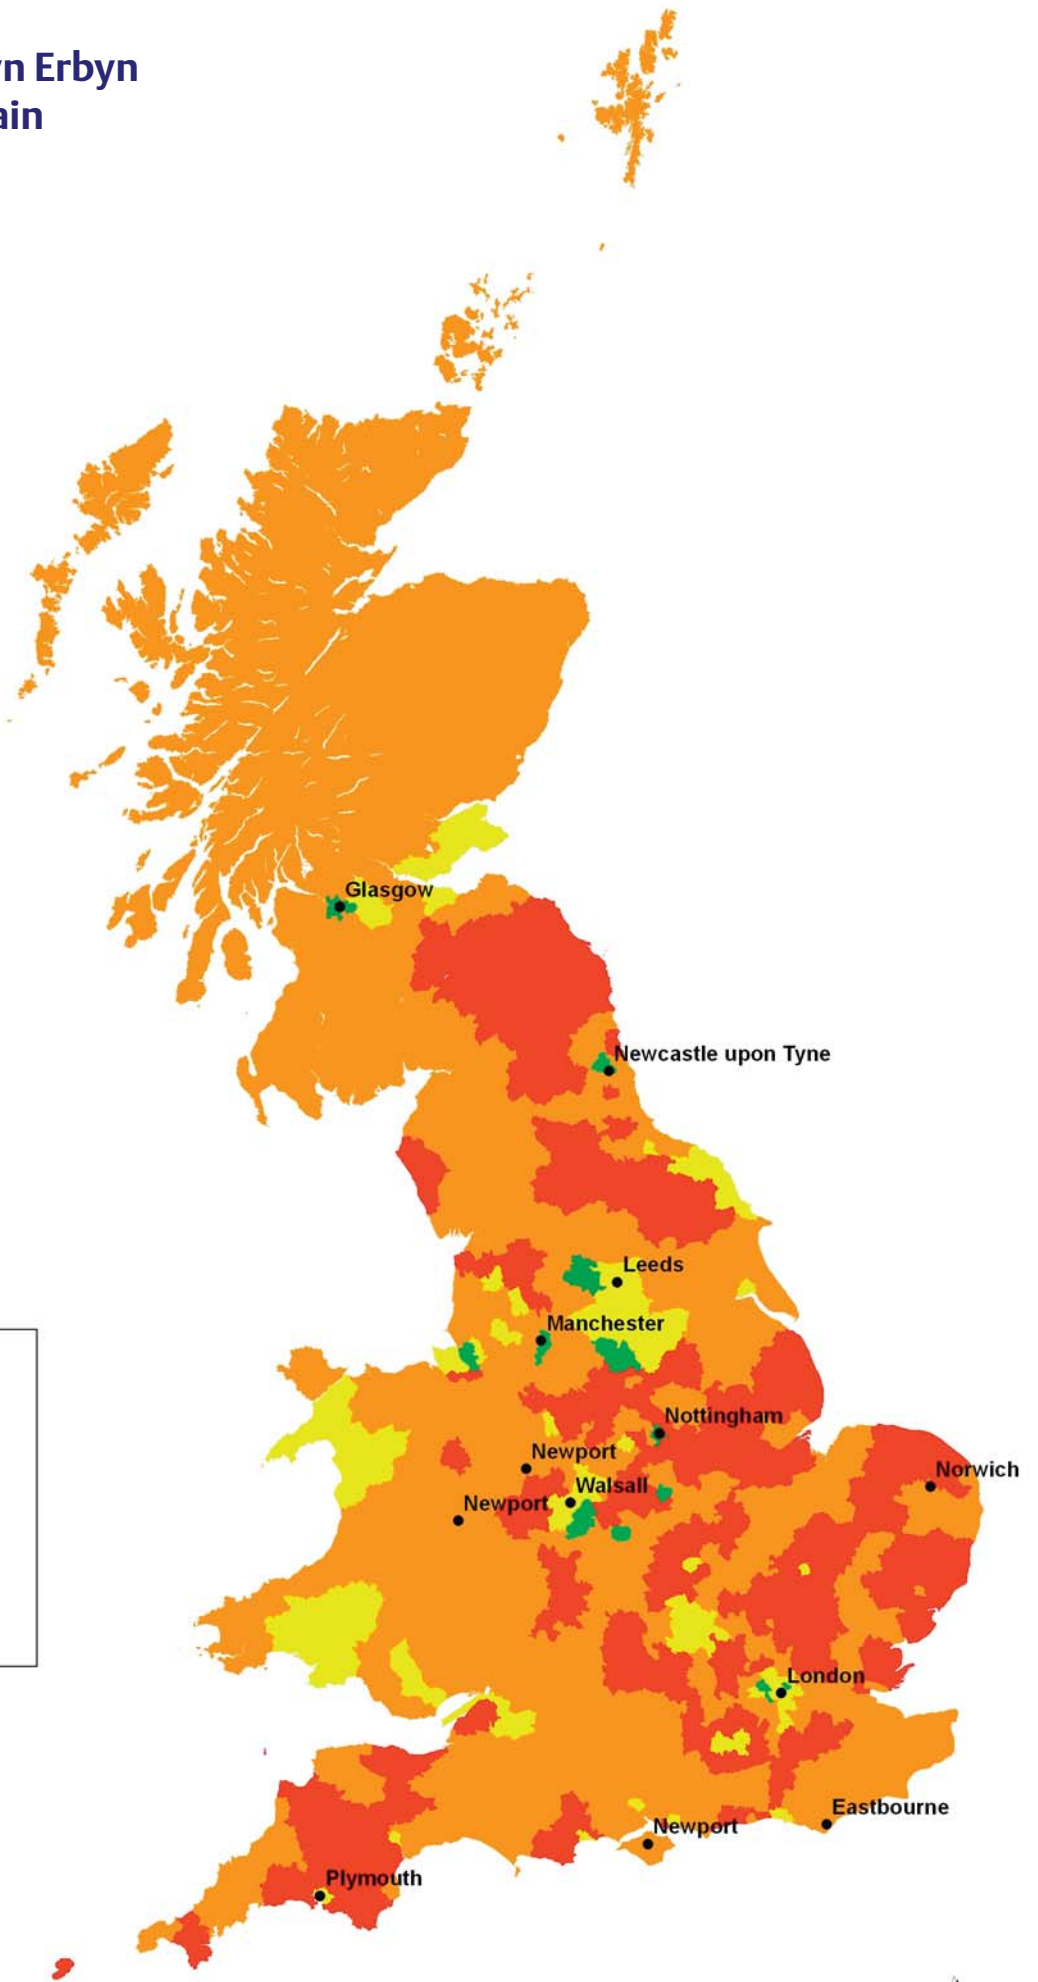 n Erbyn
ain
Glasgow
Newcastle upon Tyne
Leeds
Manchester
Nottingham
Newport
Norwich
Walsall
Newport
London
Eastbourne
Newport
Plymouth